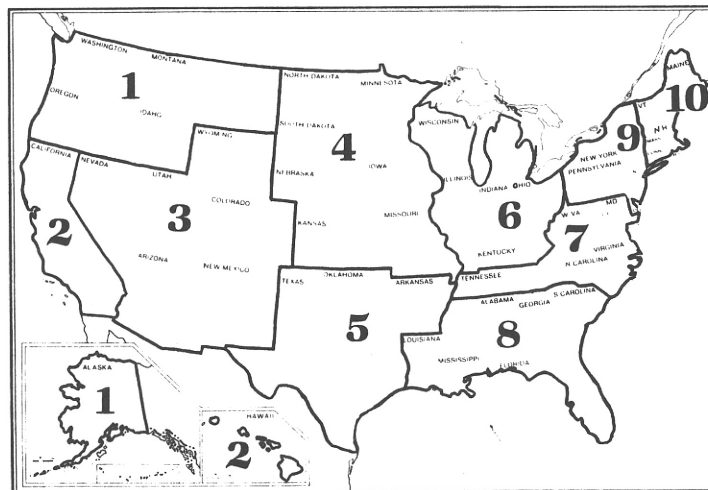 WASHINGTON
MONTANA
OREGON
1
IDAHO
CALIFORNIA
NEVADA
UTAH
WYOMING
2
3
COLORADO
ARIZONA
NEW MEXICO
NORTH DAKOTA
MINNESOTA
SOUTH DAKOTA
4
NEBRASKA
IOWA
KANSAS
MISSOURI
TEXAS
OKLAHOMA
ARKANSAS
5
LOUISIANA
WISCONSIN
ILLINOIS
INDIANA
OHIO
6
KENTUCKY
TENNESSEE
W VA
MD
7
VIRGINIA
N CAROLINA
ALABAMA
GEORGIA
S CAROLINA
8
MISSISSIPPI
FLORIDA
9
NEW YORK
PENNSYLVANIA
MAINE
10
VT
N H
ALASKA
1
HAWAII
2